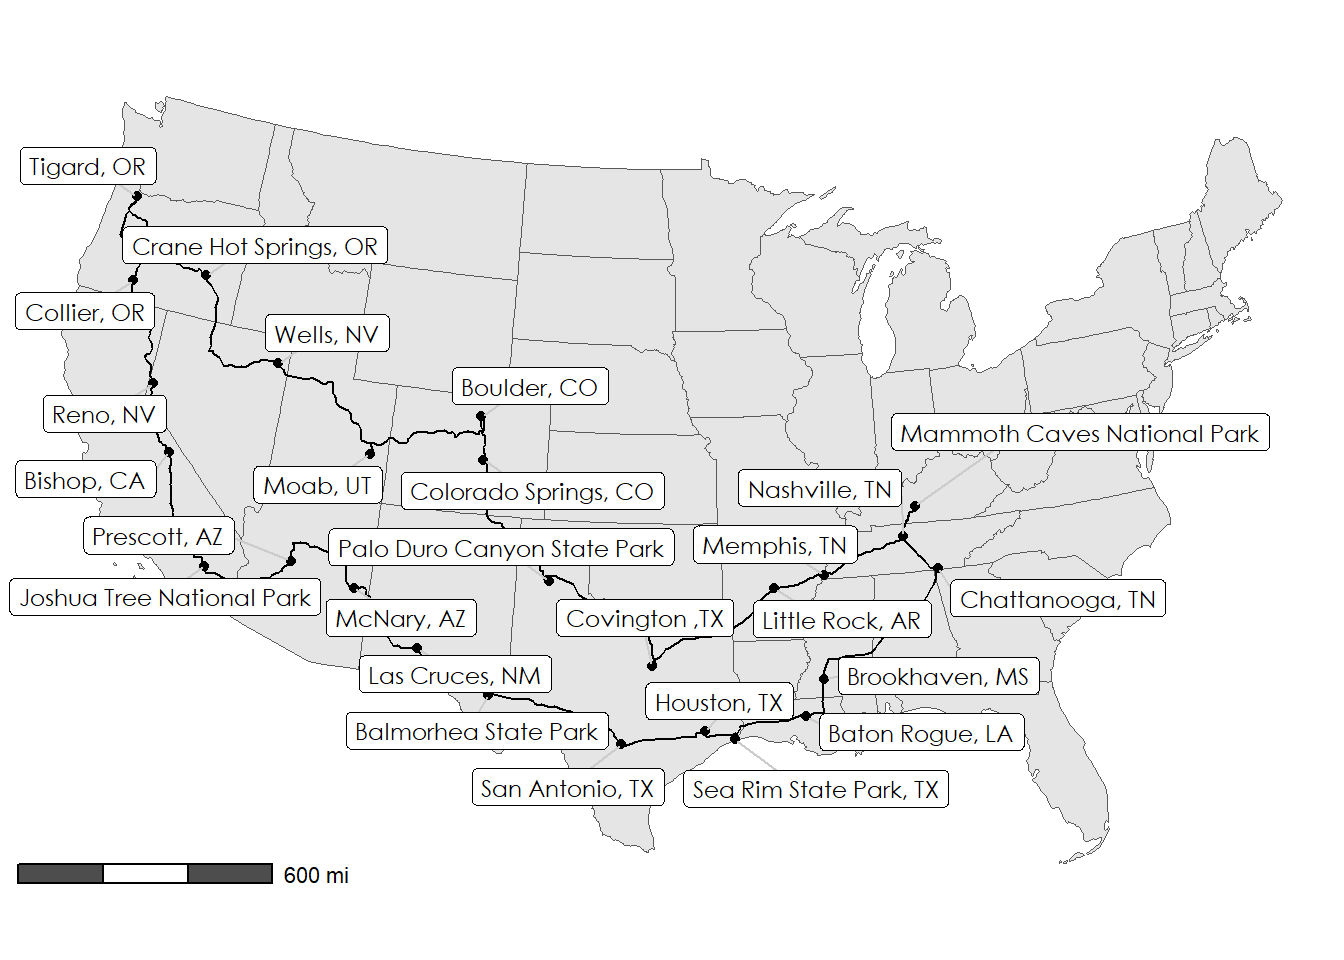 Tigard, OR
Crane Hot Springs, OR
Collier, OR
Wells, NV
Boulder, CO
Reno, NV
Mammoth Caves National Park
Bishop, CA
Moab, UT
Colorado Springs, CO
Nashville, TN
Prescott, AZ
Palo Duro Canyon State Park
Memphis, TN
Joshua Tree National Park
Chattanooga, TN
McNary, AZ
Covington ,TX
Little Rock, AR
Las Cruces, NM
Brookhaven, MS
Houston, TX
Balmorhea State Park
Baton Rogue, LA
San Antonio, TX
Sea Rim State Park, TX
600 mi